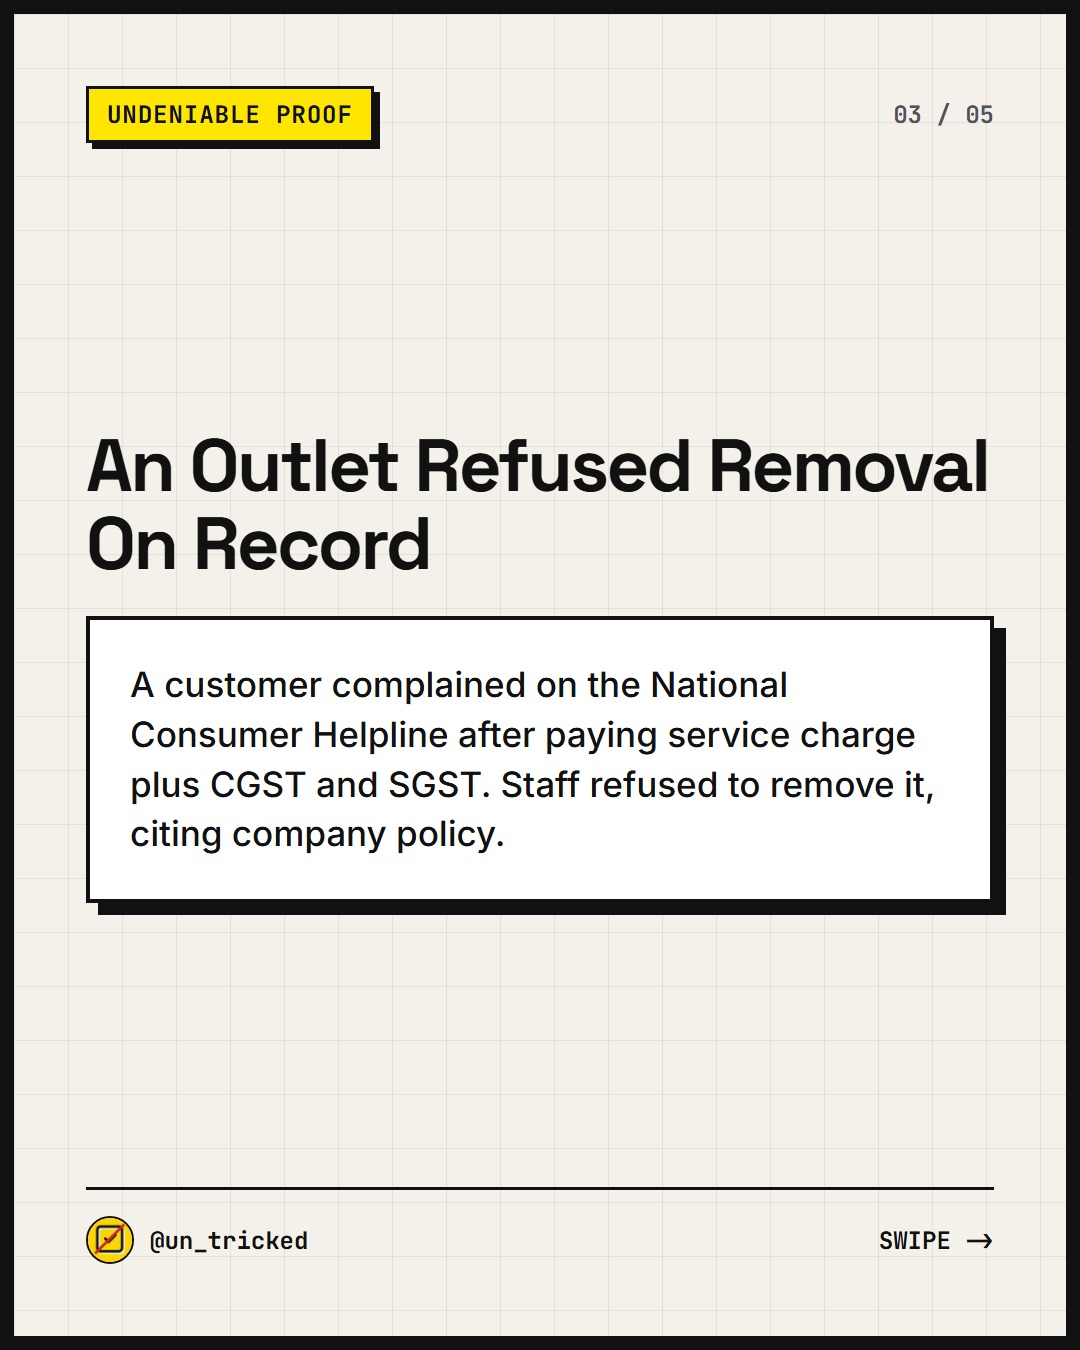 UNDENIABLE PROOF
03 / 05
An Outlet Refused Removal
On Record
A customer complained on the National
Consumer Helpline after paying service charge
plus CGST and SGST. Staff refused to remove it,
citing company policy.
@un_tricked
SWIPE →